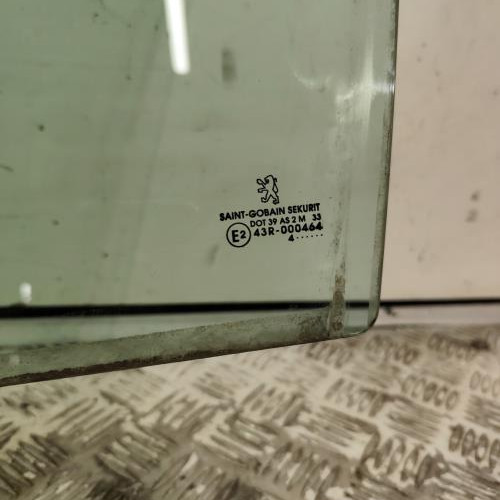 SAINT-GOBAIN SEKURIT
DOT 39 AS 2 M 33
E2 43R-000464
4······